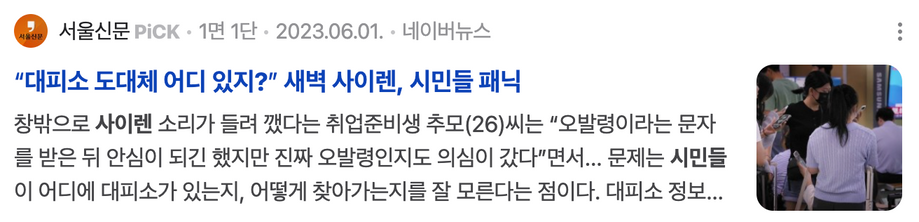 서울신문 PiCK · 1면 1단 · 2023.06.01. · 네이버뉴스
“대피소 도대체 어디 있지?” 새벽 사이렌, 시민들 패닉
창밖으로 사이렌 소리가 들려 깼다는 취업준비생 추모(26)씨는 “오발령이라는 문자
를 받은 뒤 안심이 되긴 했지만 진짜 오발령인지도 의심이 갔다”면서... 문제는 시민들
이 어디에 대피소가 있는지, 어떻게 찾아가는지를 잘 모른다는 점이다. 대피소 정보...
서울신문
SAMSUNG